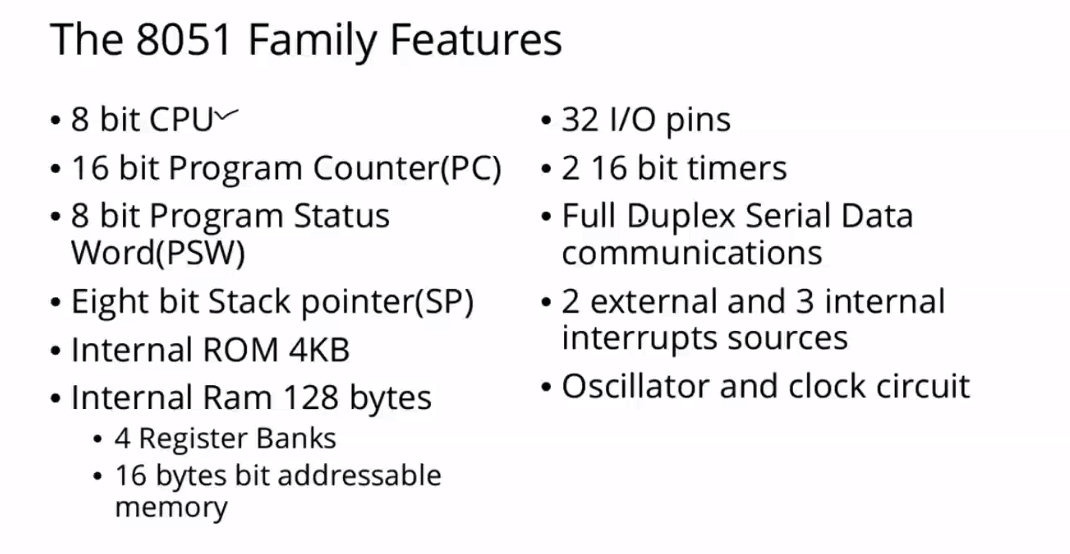 The 8051 Family Features
• 8 bit CPU
• 16 bit Program Counter(PC)
• 8 bit Program Status
Word(PSW)
• Eight bit Stack pointer(SP)
• Internal ROM 4KB
• Internal Ram 128 bytes
• 4 Register Banks
• 16 bytes bit addressable
memory
• 32 I/O pins
• 2 16 bit timers
• Full Duplex Serial Data
communications
• 2 external and 3 internal
interrupts sources
• Oscillator and clock circuit